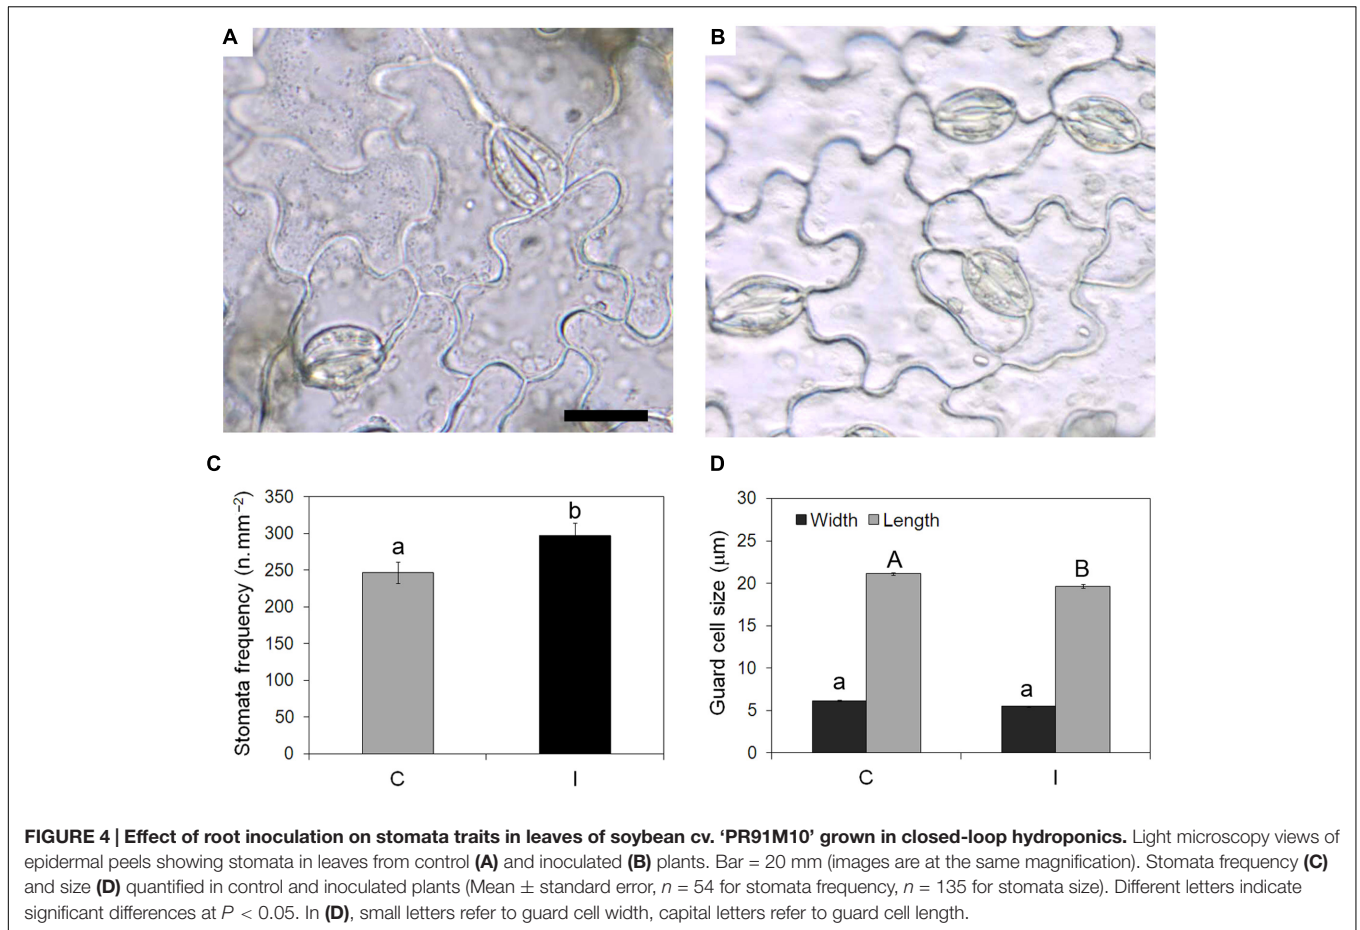 A
B
C
Stomata frequency (n.mm⁻²)
350
300
250
200
150
100
50
0
a
b
C
I
D
Guard cell size (μm)
30
25
20
15
10
5
0
Width Length
a
A
a
B
C
I
FIGURE 4 | Effect of root inoculation on stomata traits in leaves of soybean cv. ‘PR91M10’ grown in closed-loop hydroponics. Light microscopy views of
epidermal peels showing stomata in leaves from control (A) and inoculated (B) plants. Bar = 20 mm (images are at the same magnification). Stomata frequency (C)
and size (D) quantified in control and inoculated plants (Mean ± standard error, n = 54 for stomata frequency, n = 135 for stomata size). Different letters indicate
significant differences at P < 0.05. In (D), small letters refer to guard cell width, capital letters refer to guard cell length.